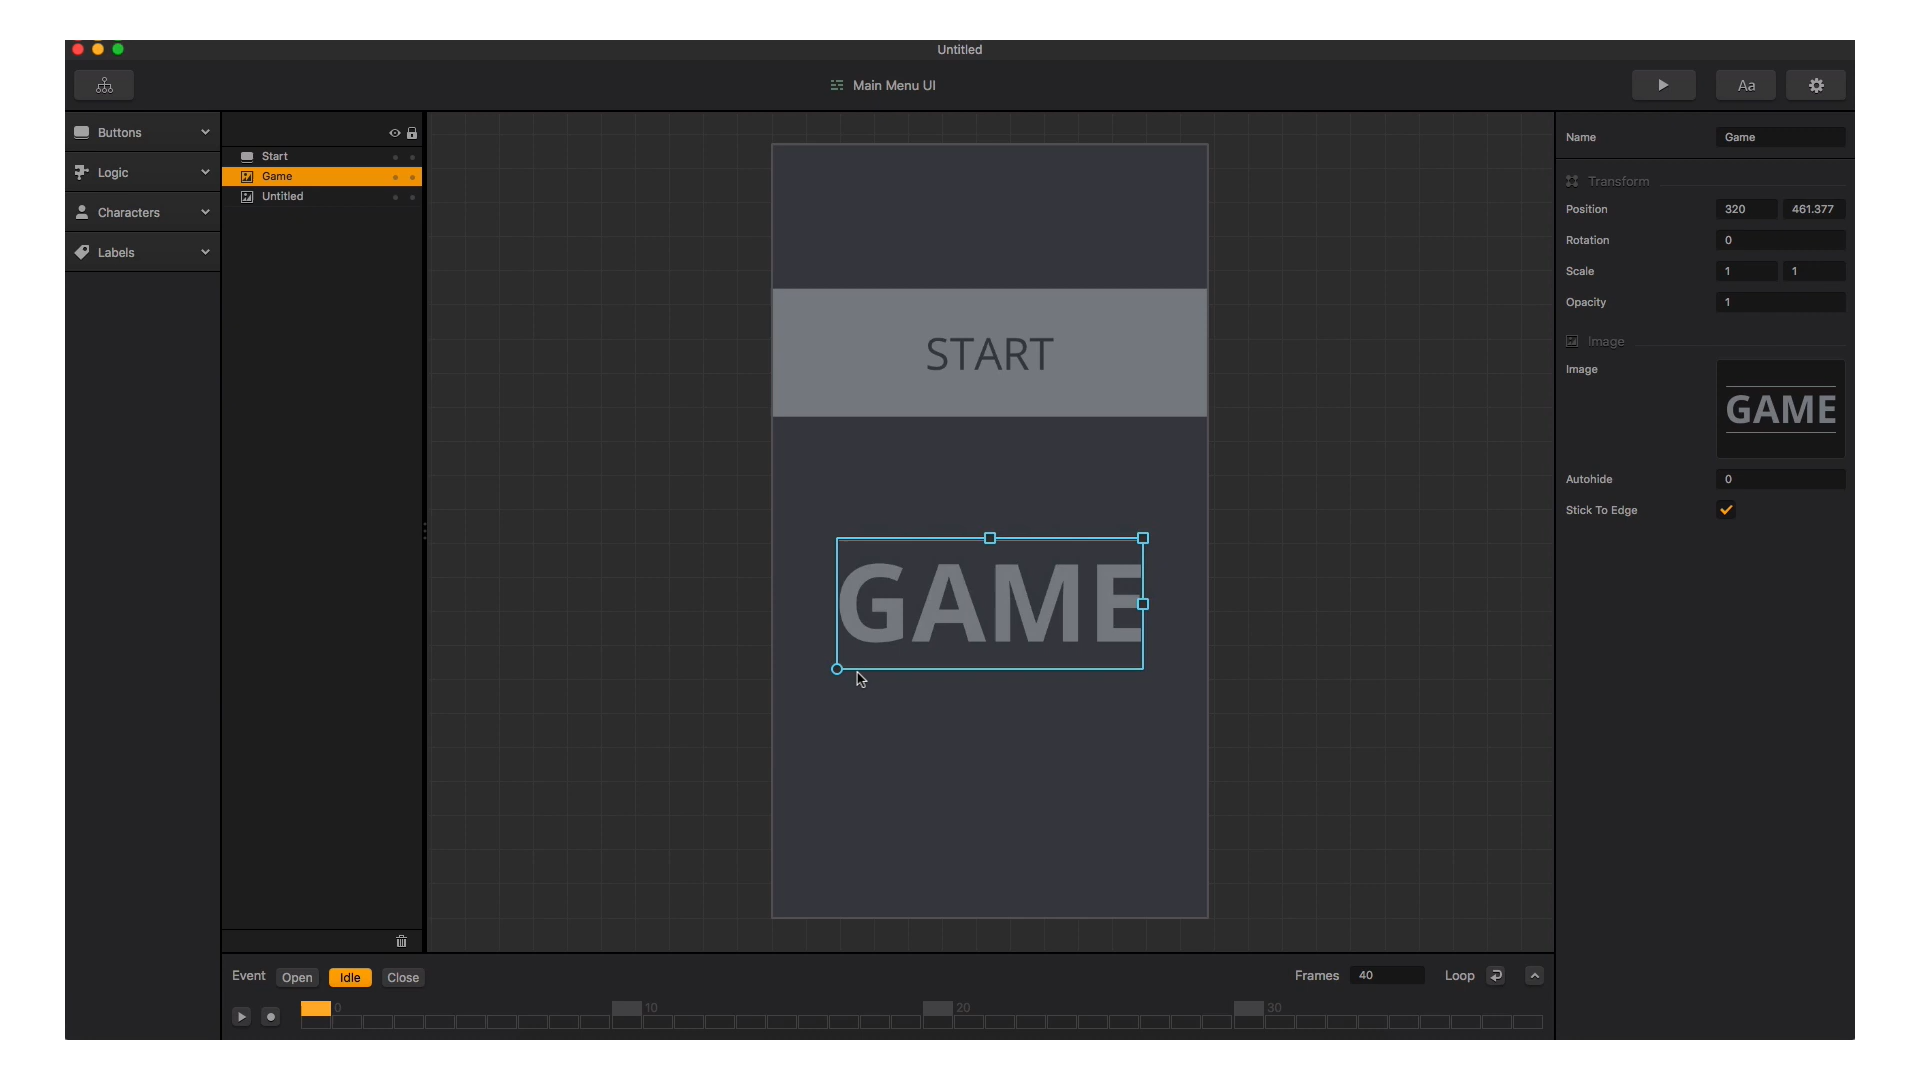 Untitled
Main Menu UI
Aa
Buttons
Logic
Characters
Labels
Start
Game
Untitled
START
GAME
Name Game
Transform
Position 320 461.377
Rotation 0
Scale 1 1
Opacity 1
Image
Image
GAME
Autohide 0
Stick To Edge
Event Open Idle Close
Frames 40 Loop
0 10 20 30